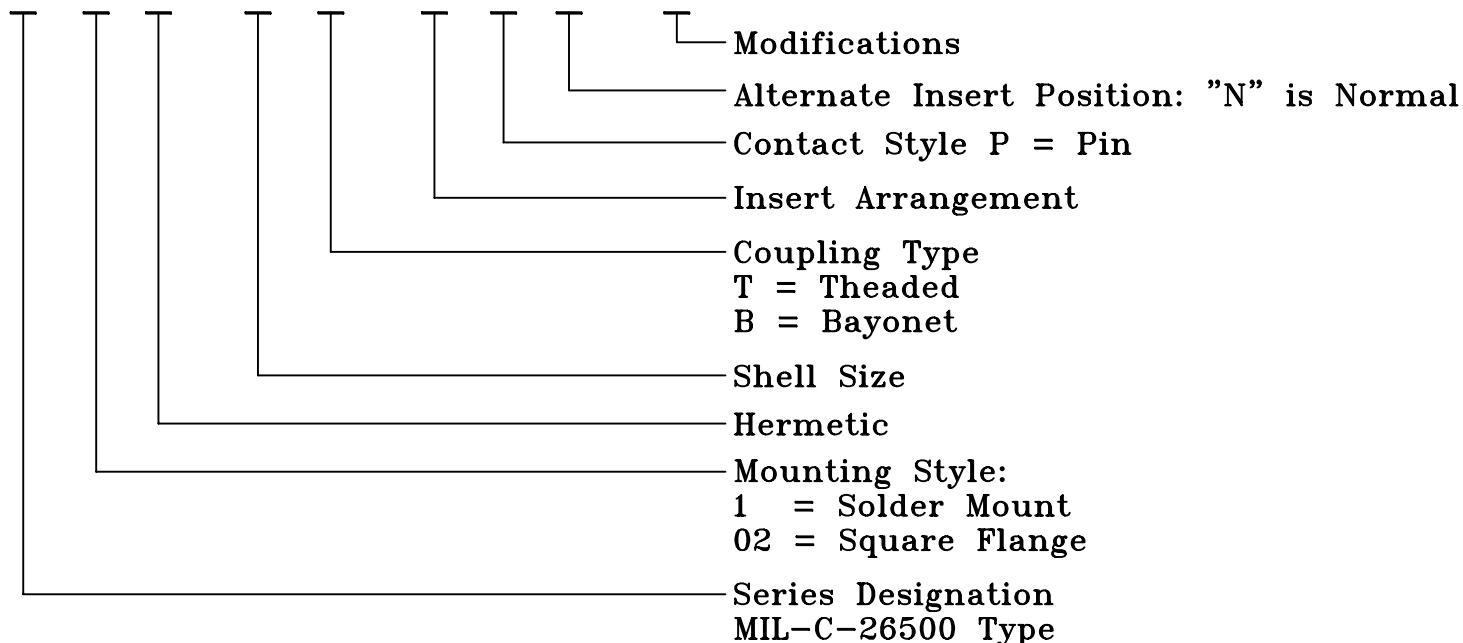 Modifications
Alternate Insert Position: "N" is Normal
Contact Style P = Pin
Insert Arrangement
Coupling Type
T = Theaded
B = Bayonet
Shell Size
Hermetic
Mounting Style:
1 = Solder Mount
02 = Square Flange
Series Designation
MIL-C-26500 Type